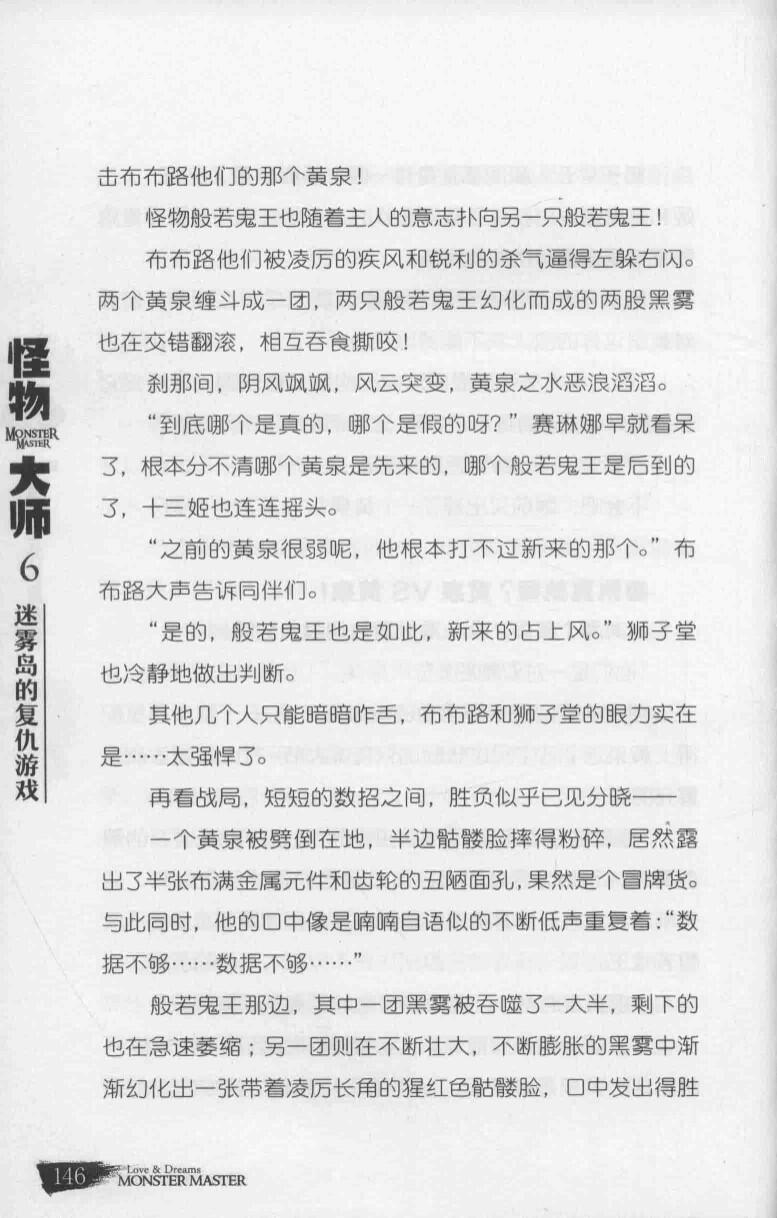 击布布路他们的那个黄泉！
怪物般若鬼王也随着主人的意志扑向另一只般若鬼王！
布布路他们被凌厉的疾风和锐利的杀气逼得左躲右闪。
两个黄泉缠斗成一团，两只般若鬼王幻化而成的两股黑雾
也在交错翻滚，相互吞食撕咬！
刹那间，阴风飒飒，风云突变，黄泉之水恶浪滔滔。
“到底哪个是真的，哪个是假的呀？”赛琳娜早就看呆
了，根本分不清哪个黄泉是先来的，哪个般若鬼王是后到的
了，十三姬也连连摇头。
“之前的黄泉很弱呢，他根本打不过新来的那个。”布
布路大声告诉同伴们。
“是的，般若鬼王也是如此，新来的占上风。”狮子堂
也冷静地做出判断。
其他几个人只能暗暗咋舌，布布路和狮子堂的眼力实在
是……太强悍了。
再看战局，短短的数招之间，胜负似乎已见分晓——
一个黄泉被劈倒在地，半边骷髅脸摔得粉碎，居然露
出了半张布满金属元件和齿轮的丑陋面孔，果然是个冒牌货。
与此同时，他的口中像是喃喃自语似的不断低声重复着：“数
据不够……数据不够……”
般若鬼王那边，其中一团黑雾被吞噬了一大半，剩下的
也在急速萎缩；另一团则在不断壮大，不断膨胀的黑雾中渐
渐幻化出一张带着凌厉长角的猩红色骷髅脸，口中发出得胜
怪物
MONSTER
MASTER
大师
6
迷雾岛的复仇游戏
146
Love & Dreams
MONSTER MASTER